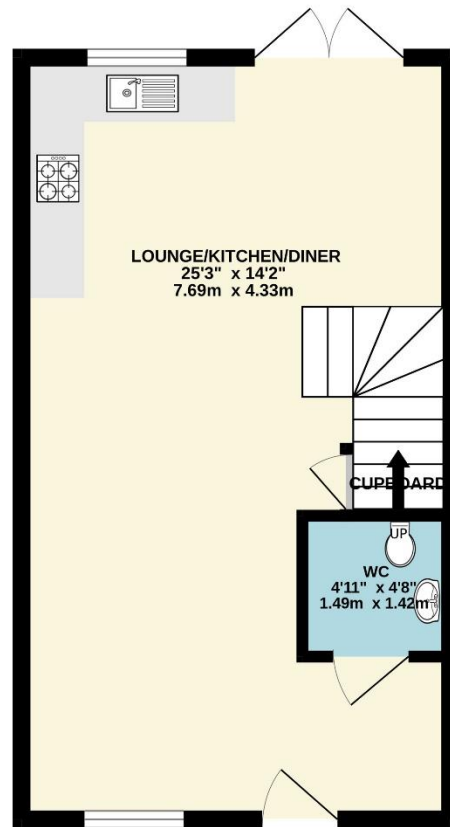 LOUNGE/KITCHEN/DINER
25'3" x 14'2"
7.69m x 4.33m
CUPBOARD
UP
WC
4'11" x 4'8"
1.49m x 1.42m